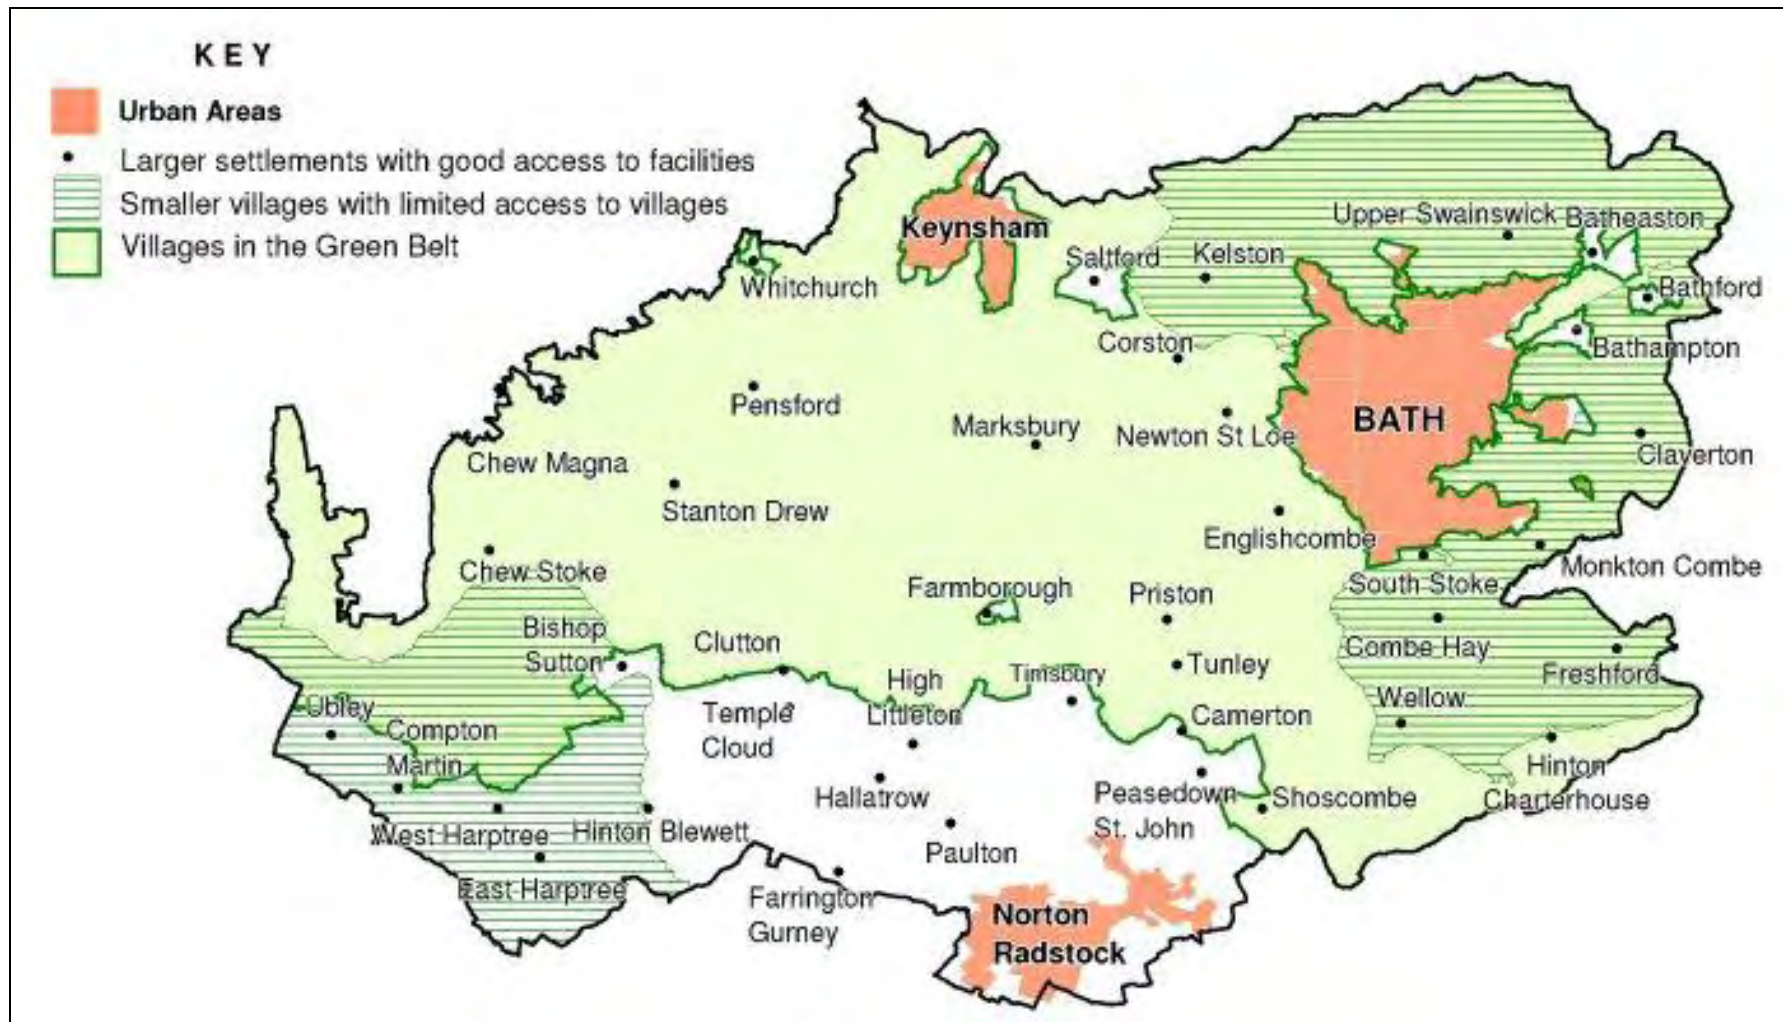 KEY
Urban Areas
Larger settlements with good access to facilities
Smaller villages with limited access to villages
Villages in the Green Belt
Upper Swainswick
Batheaston
Keynsham
Saltford
Kelston
Whitchurch
Bathford
Corston
Bathampton
Pensford
Marksbury
Newton St Loe
BATH
Claverton
Chew Magna
Stanton Drew
Englishcombe
Monkton Combe
Chew Stoke
South Stoke
Farmborough
Priston
Bishop
Sutton
Clutton
Combe Hay
Freshford
Tunley
High
Littleton
Timsbury
Wellow
Ubley
Compton
Martin
Temple
Cloud
Camerton
Hinton
Charterhouse
Hallatrow
Peasedown
St. John
Shoscombe
West Harptree
Hinton Blewett
Paulton
East Harptree
Farrington
Gurney
Norton
Radstock